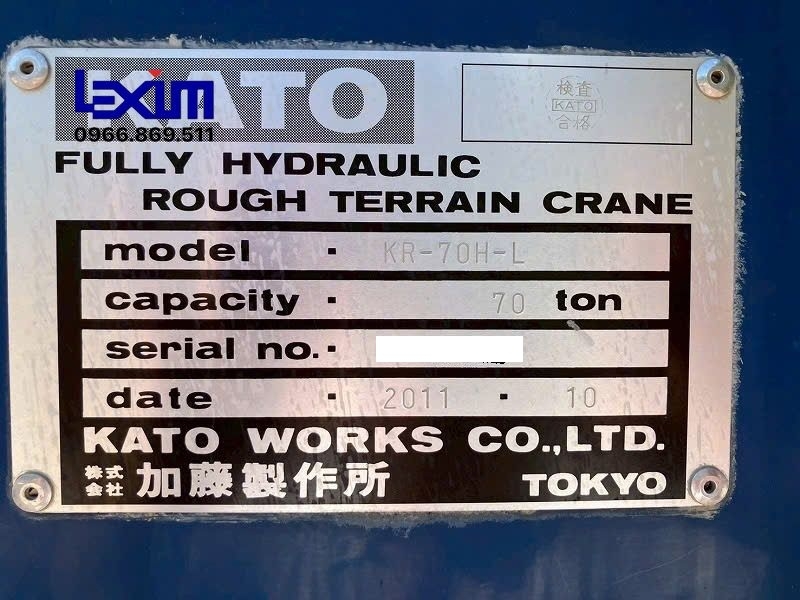 KATO
LEXIM
0966.869.511
検査
KATO
合格
FULLY HYDRAULIC
ROUGH TERRAIN CRANE
model · KR-70H-L
capacity · 70 ton
serial no. ·
date · 2011 · 10
KATO WORKS CO.,LTD.
株式会社 加藤製作所 TOKYO